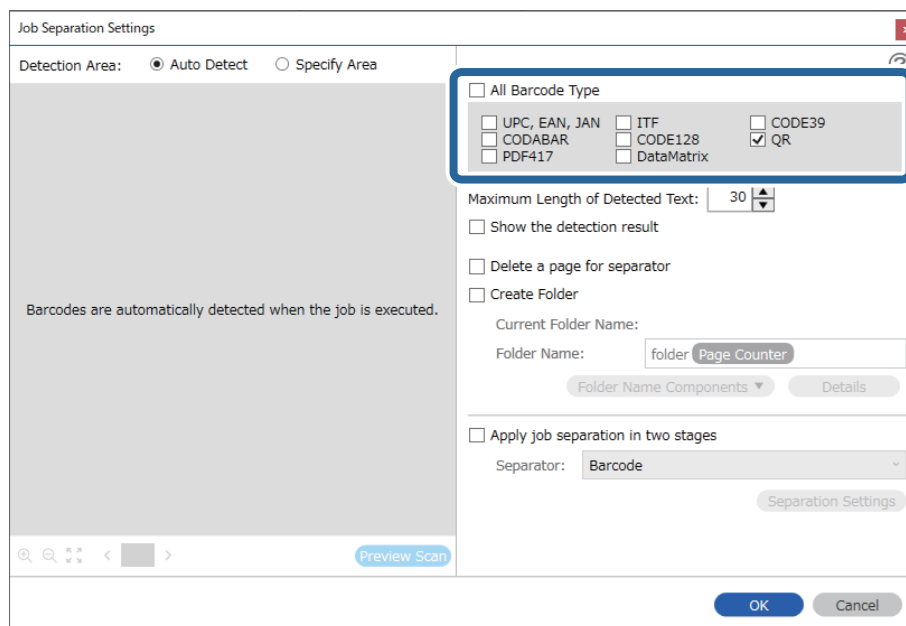 Job Separation Settings
Detection Area: Auto Detect Specify Area
All Barcode Type
UPC, EAN, JAN ITF CODE39
CODABAR CODE128 QR
PDF417 DataMatrix
Maximum Length of Detected Text: 30
Show the detection result
Delete a page for separator
Create Folder
Barcodes are automatically detected when the job is executed.
Current Folder Name:
Folder Name: folder Page Counter
Folder Name Components Details
Apply job separation in two stages
Separator: Barcode
Separation Settings
Preview Scan
OK Cancel